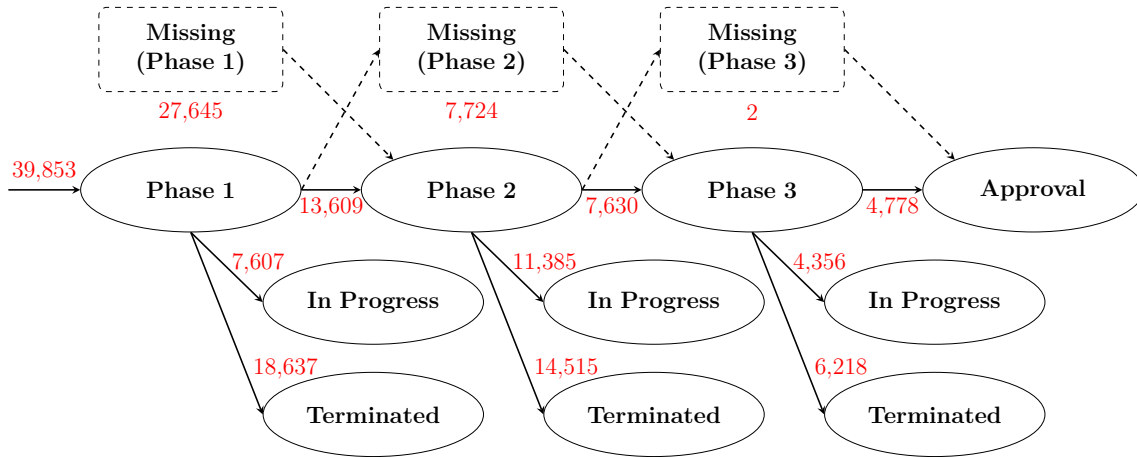 Missing
(Phase 1)
Missing
(Phase 2)
Missing
(Phase 3)
27,645
7,724
2
39,853
Phase 1
13,609
Phase 2
7,630
Phase 3
4,778
Approval
7,607
In Progress
11,385
In Progress
4,356
In Progress
18,637
Terminated
14,515
Terminated
6,218
Terminated